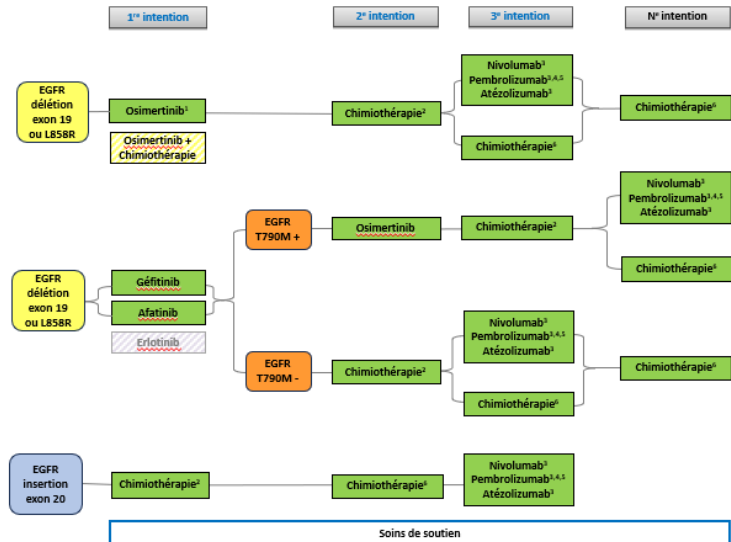 1re intention
2e intention
3e intention
Ne intention
EGFR
délétion
exon 19
ou L858R
Osimertinib1
Osimertinib +
Chimiothérapie
Chimiothérapie2
Nivolumab3
Pembrolizumab3,4,5
Atézolizumab3
Chimiothérapie6
Chimiothérapie6
EGFR
délétion
exon 19
ou L858R
Géfitinib
Afatinib
Erlotinib
EGFR
T790M +
Osimertinib
Chimiothérapie2
Nivolumab3
Pembrolizumab3,4,5
Atézolizumab3
Chimiothérapie6
EGFR
T790M -
Chimiothérapie2
Nivolumab3
Pembrolizumab3,4,5
Atézolizumab3
Chimiothérapie6
Chimiothérapie6
EGFR
insertion
exon 20
Chimiothérapie2
Chimiothérapie6
Nivolumab3
Pembrolizumab3,4,5
Atézolizumab3
Soins de soutien